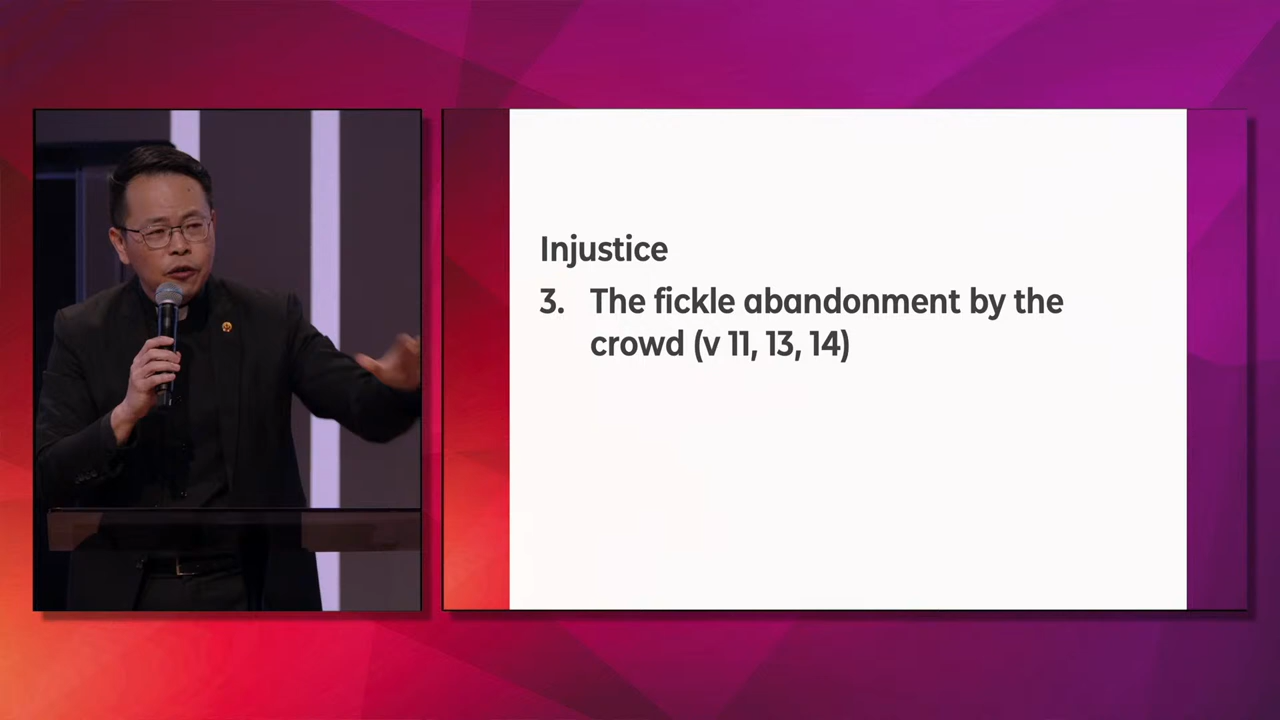 Injustice
3. The fickle abandonment by the
crowd (v 11, 13, 14)